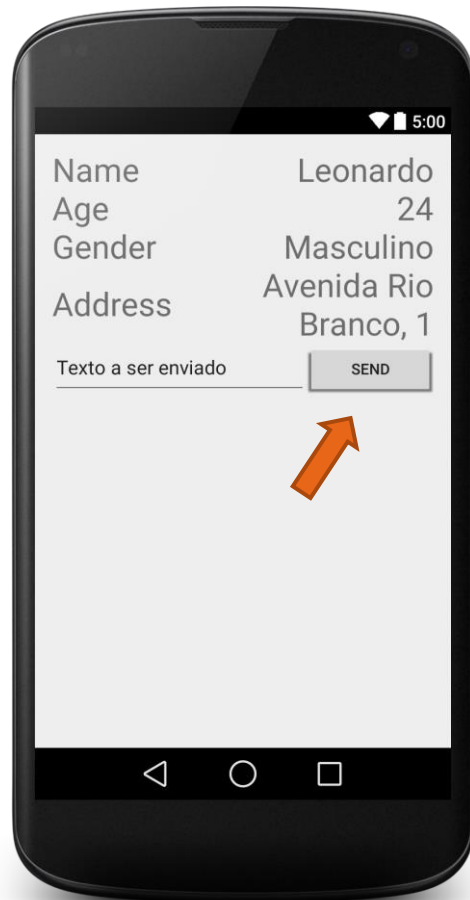 5:00
Name Leonardo
Age 24
Gender Masculino
Address Avenida Rio
Branco, 1
Texto a ser enviado SEND